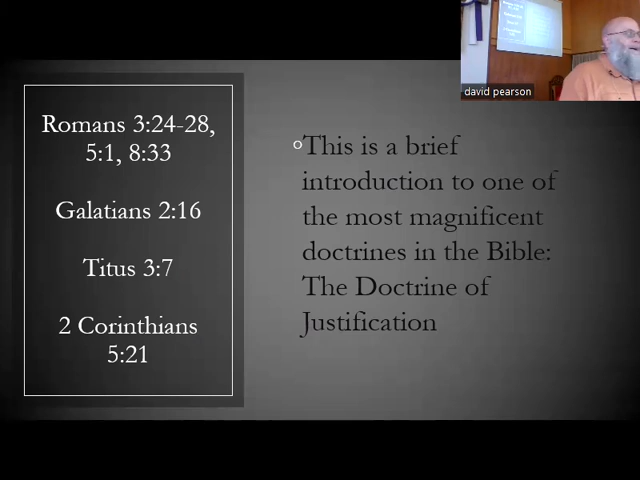 Romans 3:24-28,
5:1, 8:33
Galatians 2:16
Titus 3:7
2 Corinthians
5:21
This is a brief
introduction to one of
the most magnificent
doctrines in the Bible:
The Doctrine of
Justification
david pearson